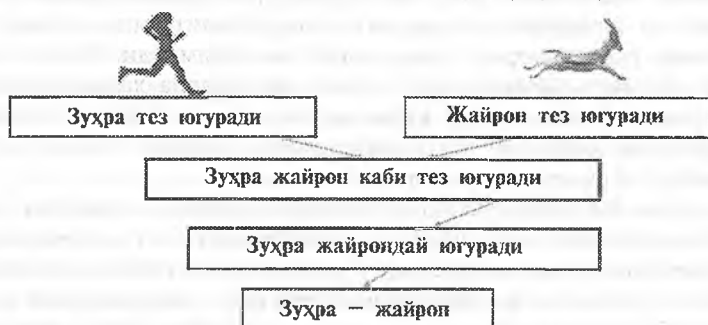 Зуҳра тез югуради
Жайрон тез югуради
Зуҳра жайрон каби тез югуради
Зуҳра жайрондай югуради
Зуҳра – жайрон